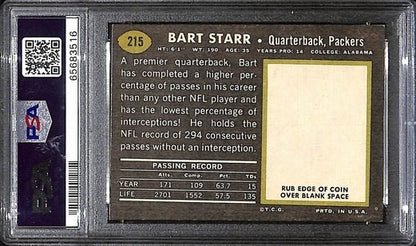 65683516
PSA
215 BART STARR • Quarterback, Packers
HT: 6'1" WT: 190 AGE: 35 YEARS PRO: 14 COLLEGE: ALABAMA
A premier quarterback, Bart
has completed a higher per-
centage of passes in his career
than any other NFL player and
has the lowest percentage of
interceptions! He holds the
NFL record of 294 consecutive
passes without an interception.
PASSING RECORD
Atts. Comp. Pct. Tds.
YEAR 171 109 63.7 15
LIFE 2701 1552 57.5 135
RUB EDGE OF COIN
OVER BLANK SPACE
©T.C.G. PRTD. IN U.S.A.